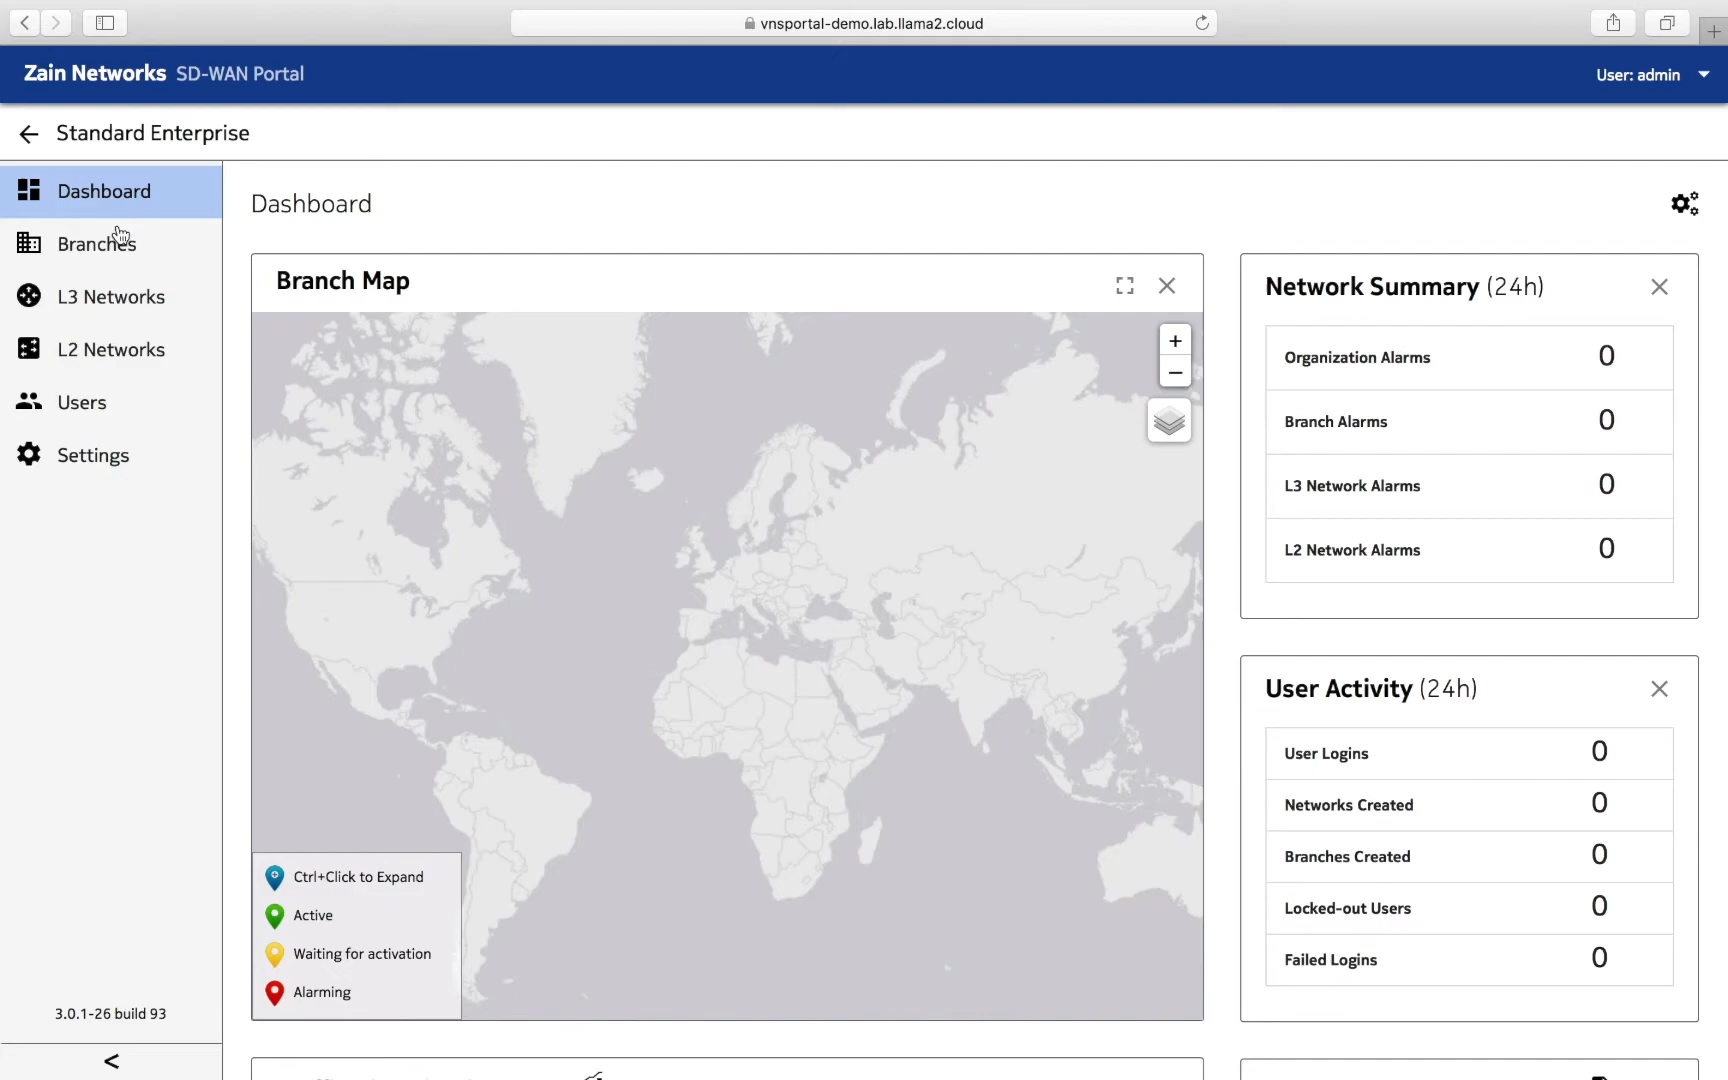 vnsportal-demo.lab.llama2.cloud
Zain Networks SD-WAN Portal
User: admin
Standard Enterprise
Dashboard
Branches
L3 Networks
L2 Networks
Users
Settings
3.0.1-26 build 93
<
Dashboard
Branch Map
+
−
Ctrl+Click to Expand
Active
Waiting for activation
Alarming
Network Summary (24h)
Organization Alarms 0
Branch Alarms 0
L3 Network Alarms 0
L2 Network Alarms 0
User Activity (24h)
User Logins 0
Networks Created 0
Branches Created 0
Locked-out Users 0
Failed Logins 0